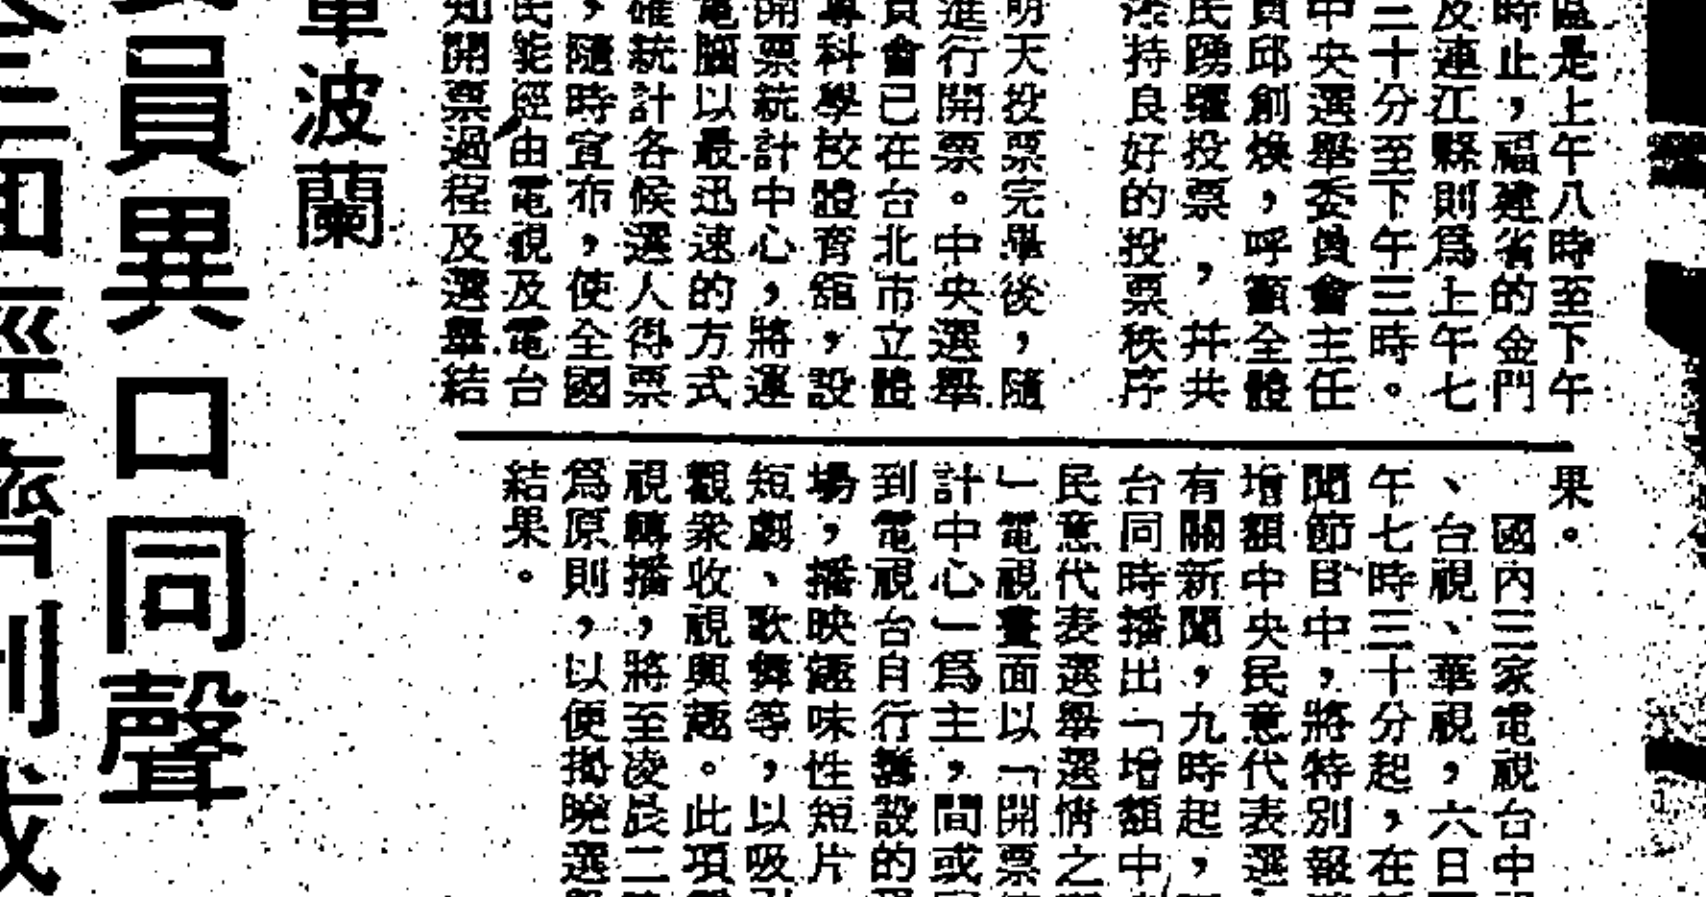 區是上午八時至下午
時止，福建省的金門
及連江縣則爲上午七
三十分至下午三時。
中央選舉委員會主任
員邱創煥，呼籲全體
民踴躍投票，并共
法持良好的投票秩序
明天投票完畢後，隨
進行開票。中央選舉
員會已在台北市立體
專科學校體育館，設
開票統計中心，將運
電腦以最迅速的方式
確統計各候選人得票
，隨時宣布，使全國
民能經由電視及電台
知開票過程及選舉結
果。
國內三家電視台中
、台視、華視，六日
午七時三十分起，在
聞節目中，將特別報
增額中央民意代表選
有關新聞，九時起，
台同時播出「增額中
民意代表選舉選情之
」電視畫面以「開票
計中心」爲主，間或
到電視台自行籌設的
場，播映趣味性短片
短劇、歌舞等，以吸
觀衆收視興趣。此項
視轉播，將至凌晨二
爲原則，以便揭曉選
結果。
波蘭
員異口同聲